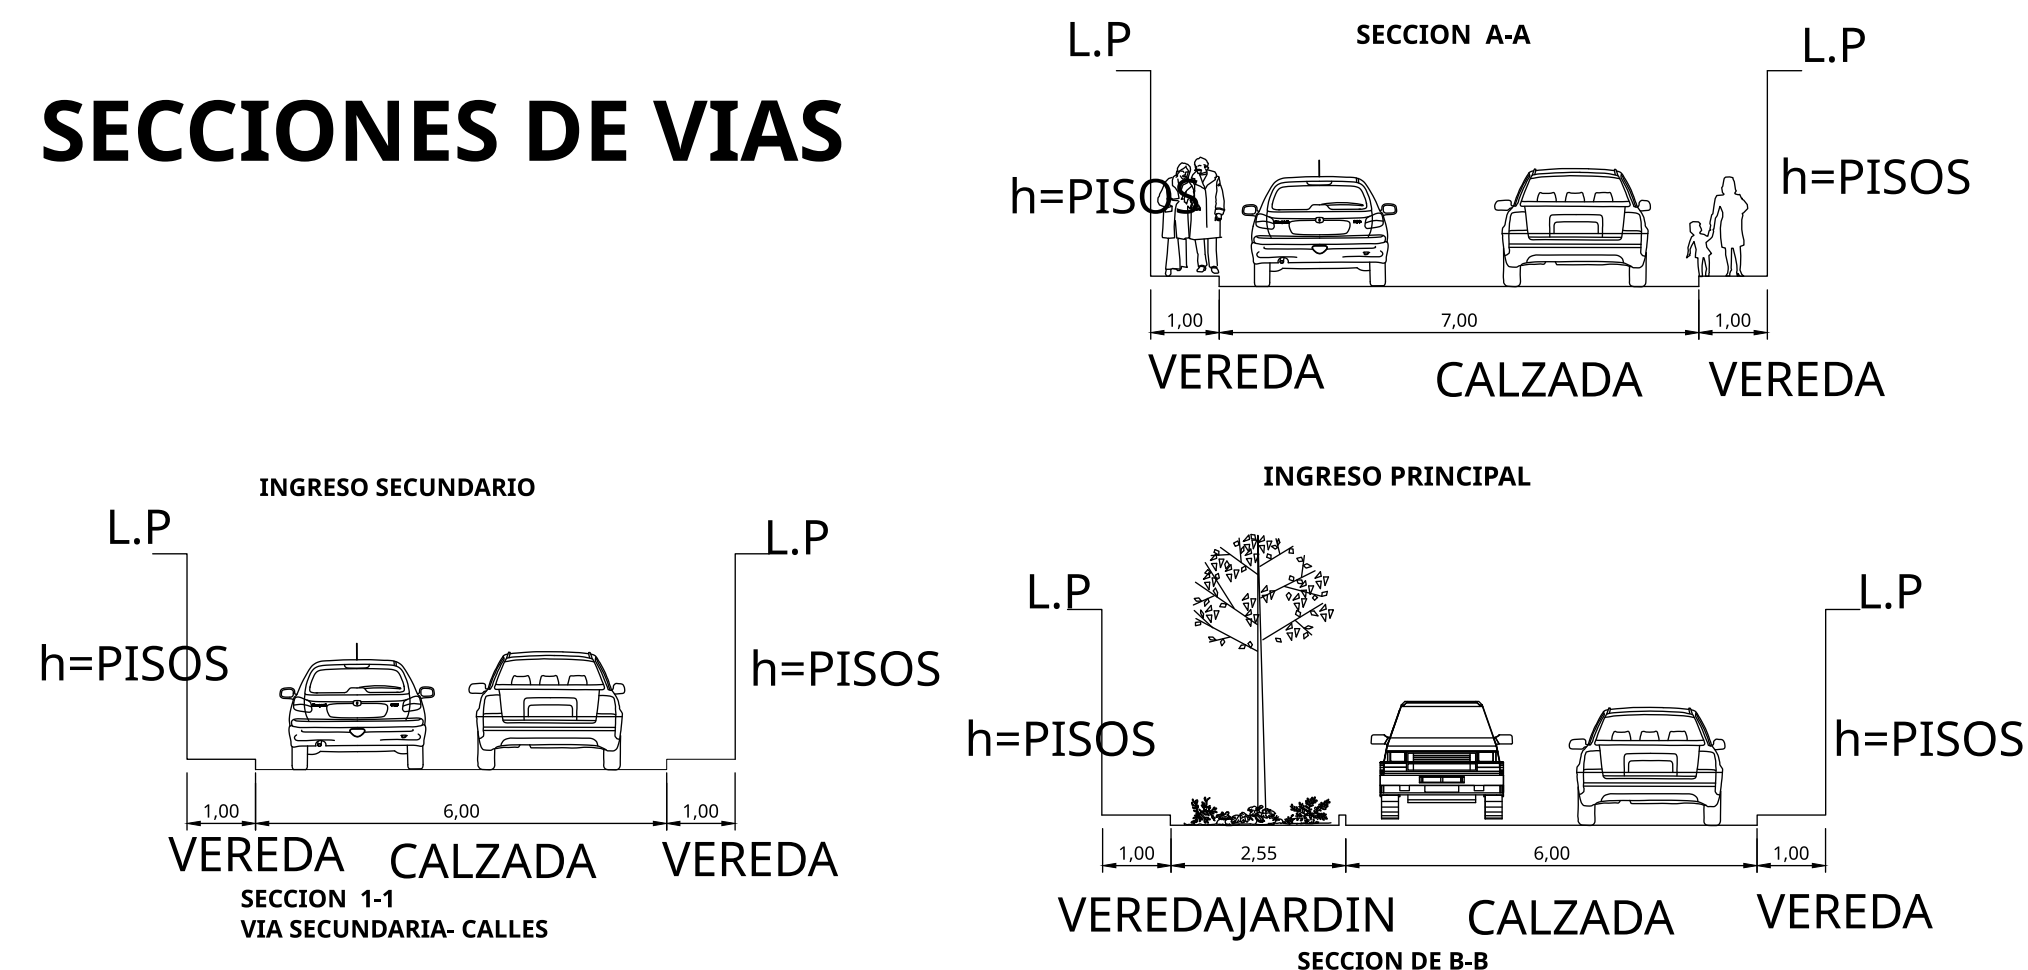 SECCIONES DE VIAS
SECCION A-A
L.P
L.P
h=PISOS
h=PISOS
1,00
7,00
1,00
VEREDA
CALZADA
VEREDA
INGRESO SECUNDARIO
L.P
L.P
h=PISOS
h=PISOS
1,00
6,00
1,00
VEREDA
CALZADA
VEREDA
SECCION 1-1
VIA SECUNDARIA- CALLES
INGRESO PRINCIPAL
L.P
L.P
h=PISOS
h=PISOS
1,00
2,55
6,00
1,00
VEREDA
JARDIN
CALZADA
VEREDA
SECCION DE B-B